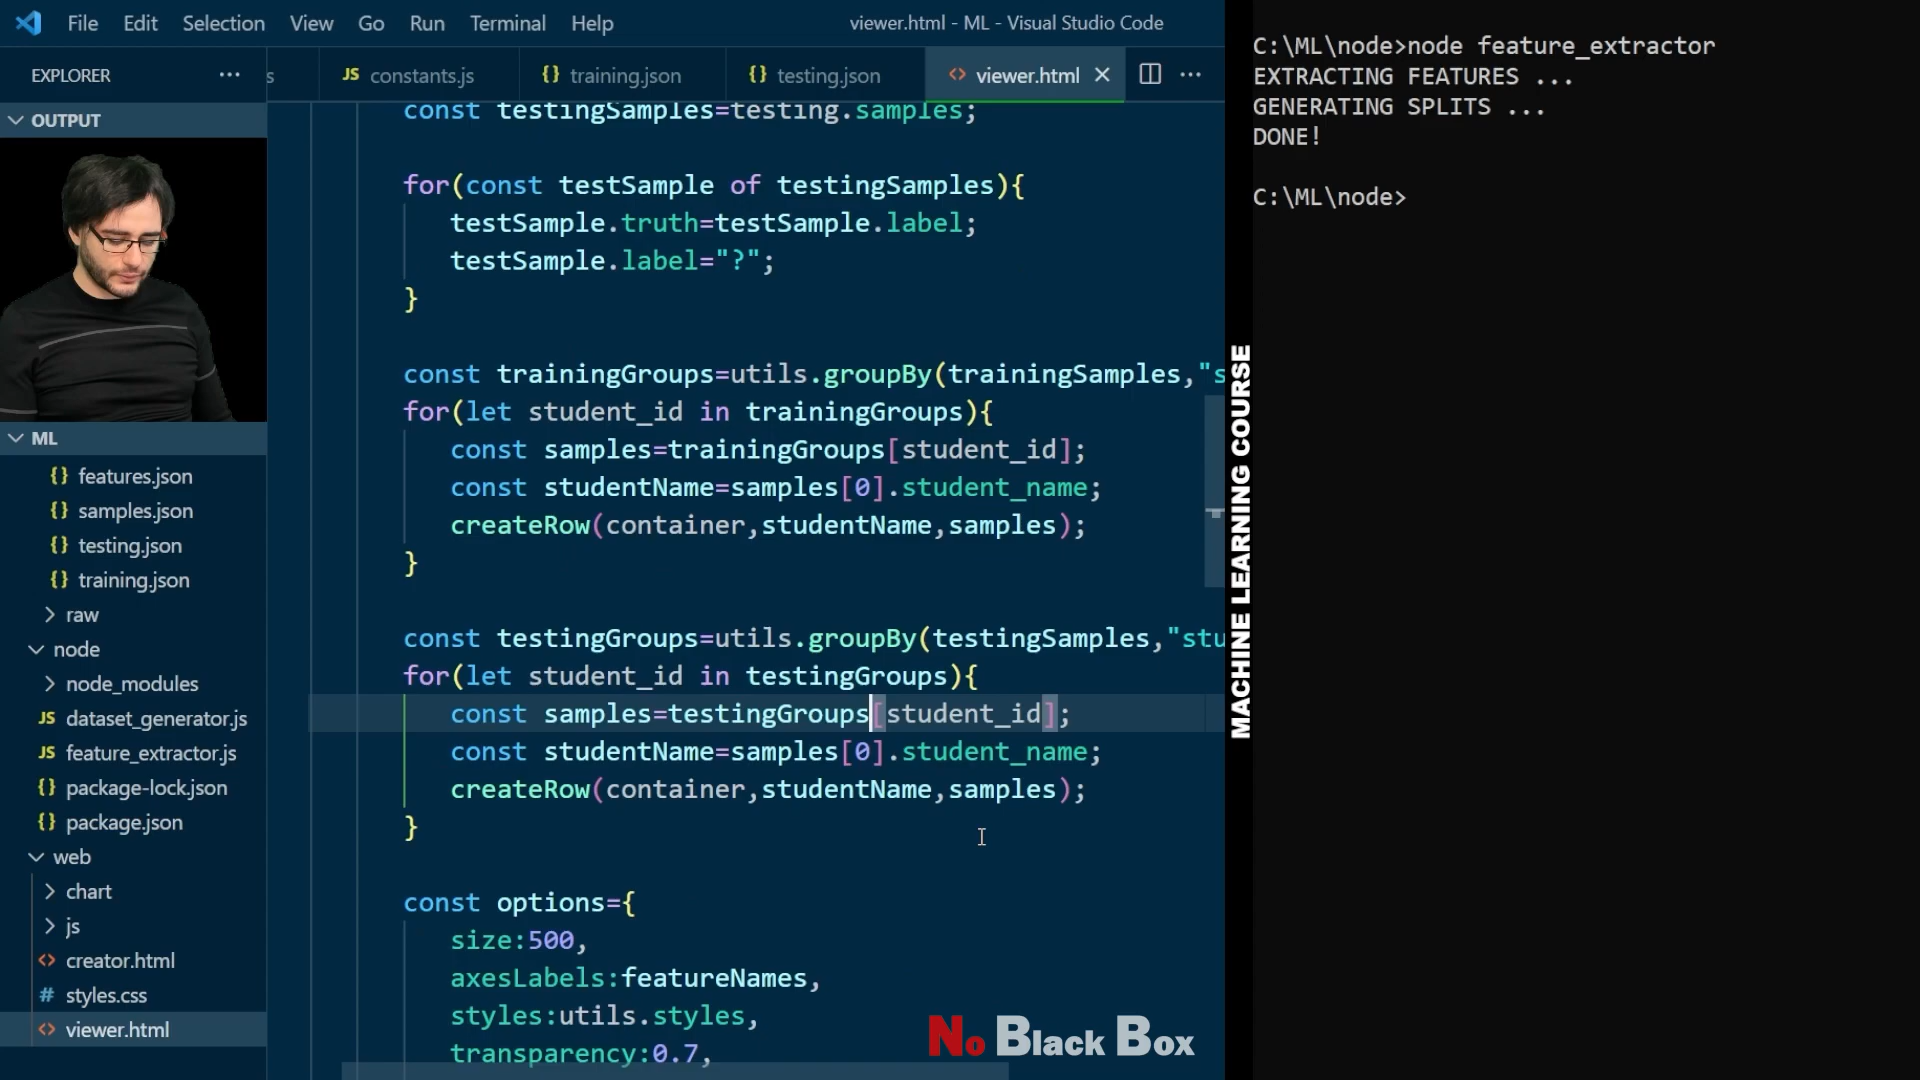 File Edit Selection View Go Run Terminal Help viewer.html - ML - Visual Studio Code
EXPLORER ...
s JS constants.js {} training.json {} testing.json <> viewer.html × ...
OUTPUT
ML
{} features.json
{} samples.json
{} testing.json
{} training.json
raw
node
node_modules
JS dataset_generator.js
JS feature_extractor.js
{} package-lock.json
{} package.json
web
chart
js
<> creator.html
# styles.css
<> viewer.html
const testingSamples=testing.samples;
for(const testSample of testingSamples){
testSample.truth=testSample.label;
testSample.label="?";
}
const trainingGroups=utils.groupBy(trainingSamples,"s
for(let student_id in trainingGroups){
const samples=trainingGroups[student_id];
const studentName=samples[0].student_name;
createRow(container,studentName,samples);
}
const testingGroups=utils.groupBy(testingSamples,"stu
for(let student_id in testingGroups){
const samples=testingGroups[student_id];
const studentName=samples[0].student_name;
createRow(container,studentName,samples);
}
const options={
size:500,
axesLabels:featureNames,
styles:utils.styles,
transparency:0.7,
No Black Box
MACHINE LEARNING COURSE
C:\ML\node>node feature_extractor
EXTRACTING FEATURES ...
GENERATING SPLITS ...
DONE!
C:\ML\node>